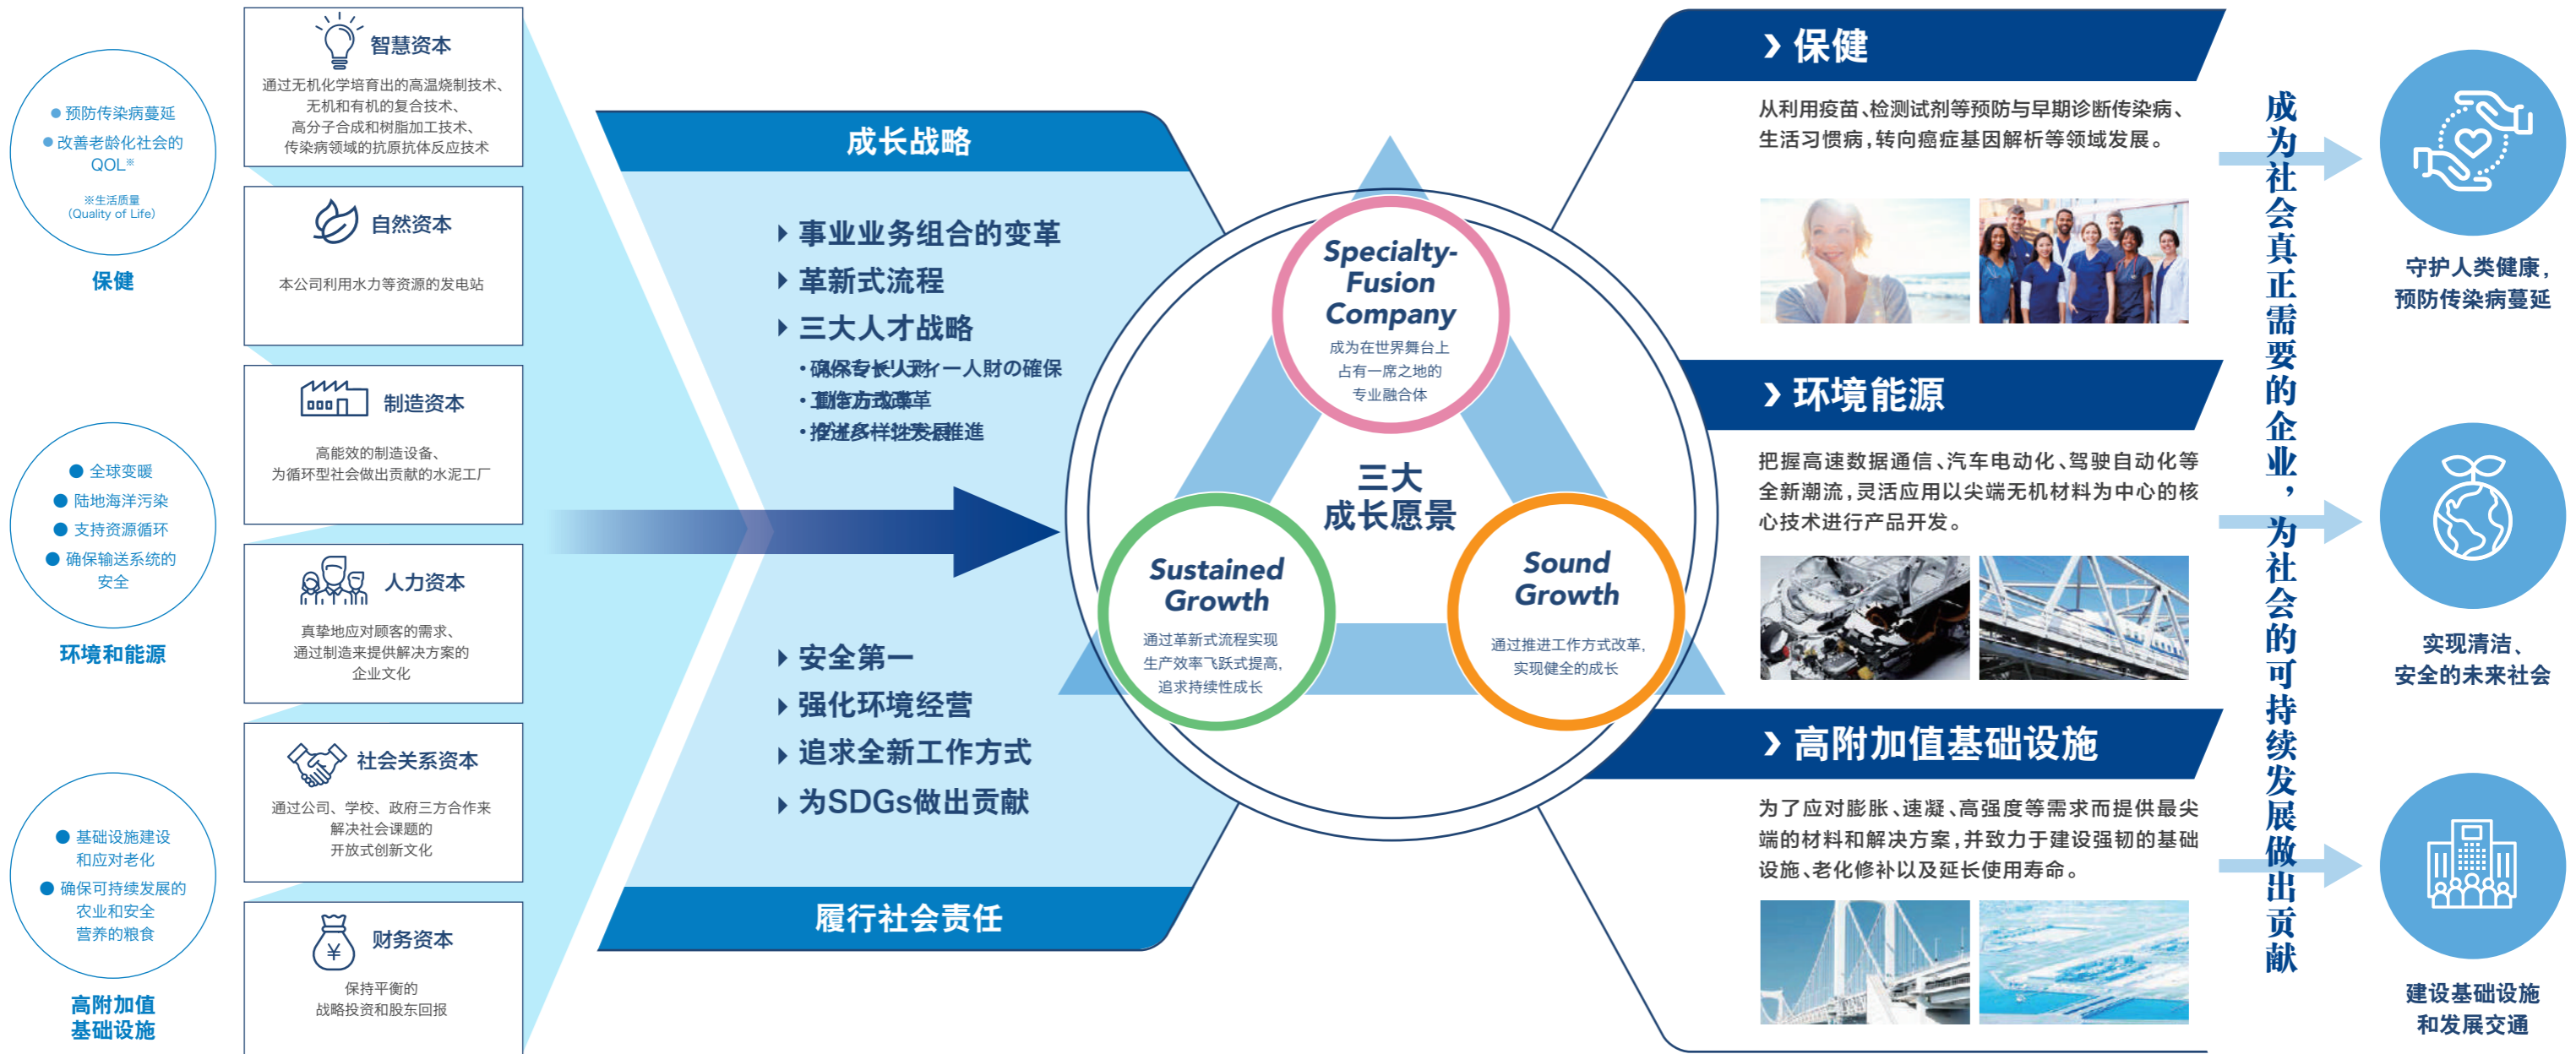 ● 预防传染病蔓延
● 改善老龄化社会的
QOL※
※生活质量
(Quality of Life)
保健
● 全球变暖
● 陆地海洋污染
● 支持资源循环
● 确保输送系统的
安全
环境和能源
● 基础设施建设
和应对老化
● 确保可持续发展的
农业和安全
营养的粮食
高附加值
基础设施
智慧资本
通过无机化学培育出的高温烧制技术、
无机和有机的复合技术、
高分子合成和树脂加工技术、
传染病领域的抗原抗体反应技术
自然资本
本公司利用水力等资源的发电站
制造资本
高能效的制造设备、
为循环型社会做出贡献的水泥工厂
人力资本
真挚地应对顾客的需求、
通过制造来提供解决方案的
企业文化
社会关系资本
通过公司、学校、政府三方合作来
解决社会课题的
开放式创新文化
¥
财务资本
保持平衡的
战略投资和股东回报
成长战略
事业业务组合的变革
革新式流程
三大人才战略
・确保专长人才
・工作方式改革
・推进多样性发展
安全第一
强化环境经营
追求全新工作方式
为SDGs做出贡献
履行社会责任
Specialty-
Fusion
Company
成为在世界舞台上
占有一席之地的
专业融合体
三大
成长愿景
Sustained
Growth
通过革新式流程实现
生产效率飞跃式提高,
追求持续性成长
Sound
Growth
通过推进工作方式改革,
实现健全的成长
› 保健
从利用疫苗、检测试剂等预防与早期诊断传染病、
生活习惯病,转向癌症基因解析等领域发展。
› 环境能源
把握高速数据通信、汽车电动化、驾驶自动化等
全新潮流,灵活应用以尖端无机材料为中心的核
心技术进行产品开发。
› 高附加值基础设施
为了应对膨胀、速凝、高强度等需求而提供最尖
端的材料和解决方案,并致力于建设强韧的基础
设施、老化修补以及延长使用寿命。
成为社会真正需要的企业，为社会的可持续发展做出贡献
守护人类健康,
预防传染病蔓延
实现清洁、
安全的未来社会
建设基础设施
和发展交通